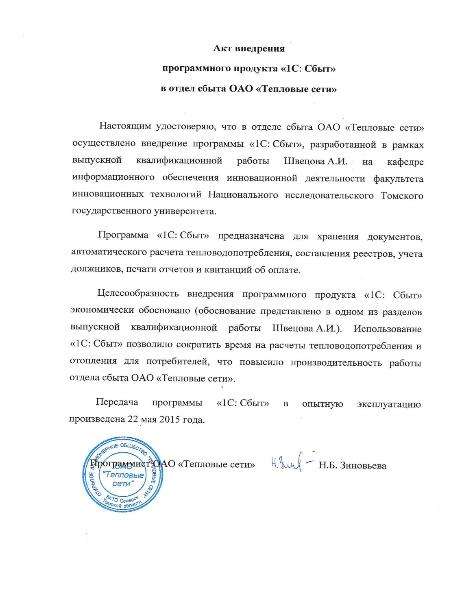 Акт внедрения
программного продукта «1С: Сбыт»
в отдел сбыта ОАО «Тепловые сети»
Настоящим удостоверяю, что в отделе сбыта ОАО «Тепловые сети»
осуществлено внедрение программы «1С: Сбыт», разработанной в рамках
выпускной квалификационной работы Швецова А.И. на кафедре
информационного обеспечения инновационной деятельности факультета
инновационных технологий Национального исследовательского Томского
государственного университета.
Программа «1С: Сбыт» предназначена для хранения документов,
автоматического расчета тепловодопотребления, составления реестров, учета
должников, печати отчетов и квитанций об оплате.
Целесообразность внедрения программного продукта «1С: Сбыт»
экономически обосновано (обоснование представлено в одном из разделов
выпускной квалификационной работы Швецова А.И.). Использование
«1С: Сбыт» позволило сократить время на расчеты тепловодопотребления и
отопления для потребителей, что повысило производительность работы
отдела сбыта ОАО «Тепловые сети».
Передача программы «1С: Сбыт» в опытную эксплуатацию
произведена 22 мая 2015 года.
Программист ОАО «Тепловые сети» Н.Б. Зиновьева
"Тепловые
сети"